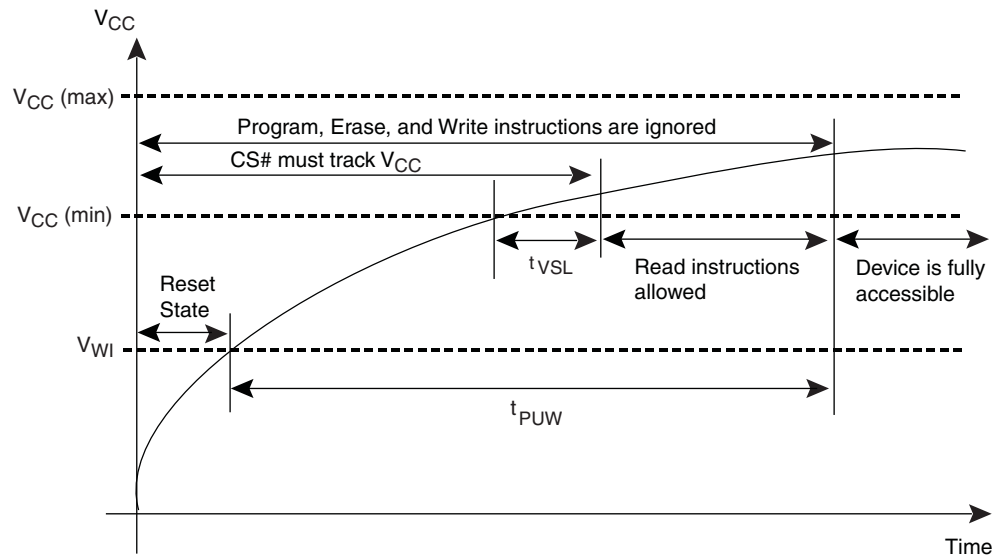 VCC
VCC (max)
Program, Erase, and Write instructions are ignored
CS# must track VCC
VCC (min)
tVSL
Read instructions
allowed
Device is fully
accessible
Reset
State
VWI
tPUW
Time